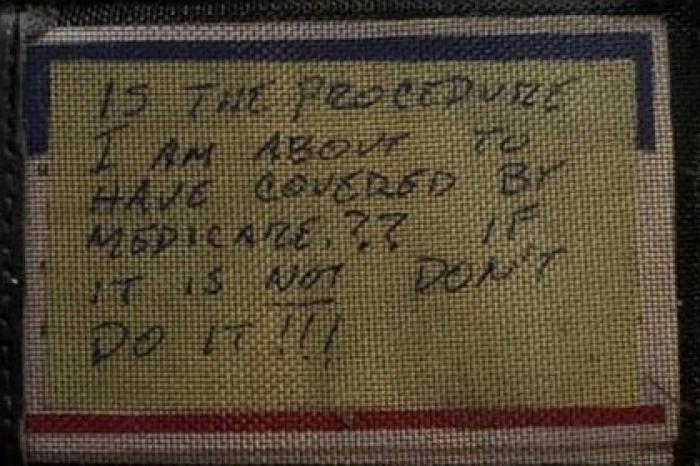 IS THE PROCEDURE
I AM ABOUT TO
HAVE COVERED BY
MEDICARE.?? IF
IT IS NOT DON'T
DO IT!!!